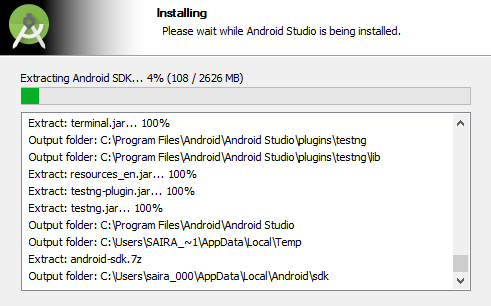 Installing
Please wait while Android Studio is being installed.
Extracting Android SDK... 4% (108 / 2626 MB)
Extract: terminal.jar... 100%
Output folder: C:\Program Files\Android\Android Studio\plugins\testng
Output folder: C:\Program Files\Android\Android Studio\plugins\testng\lib
Extract: resources_en.jar... 100%
Extract: testng-plugin.jar... 100%
Extract: testng.jar... 100%
Output folder: C:\Program Files\Android\Android Studio
Output folder: C:\Users\SAIRA_~1\AppData\Local\Temp
Extract: android-sdk.7z
Output folder: C:\Users\saira_000\AppData\Local\Android\sdk